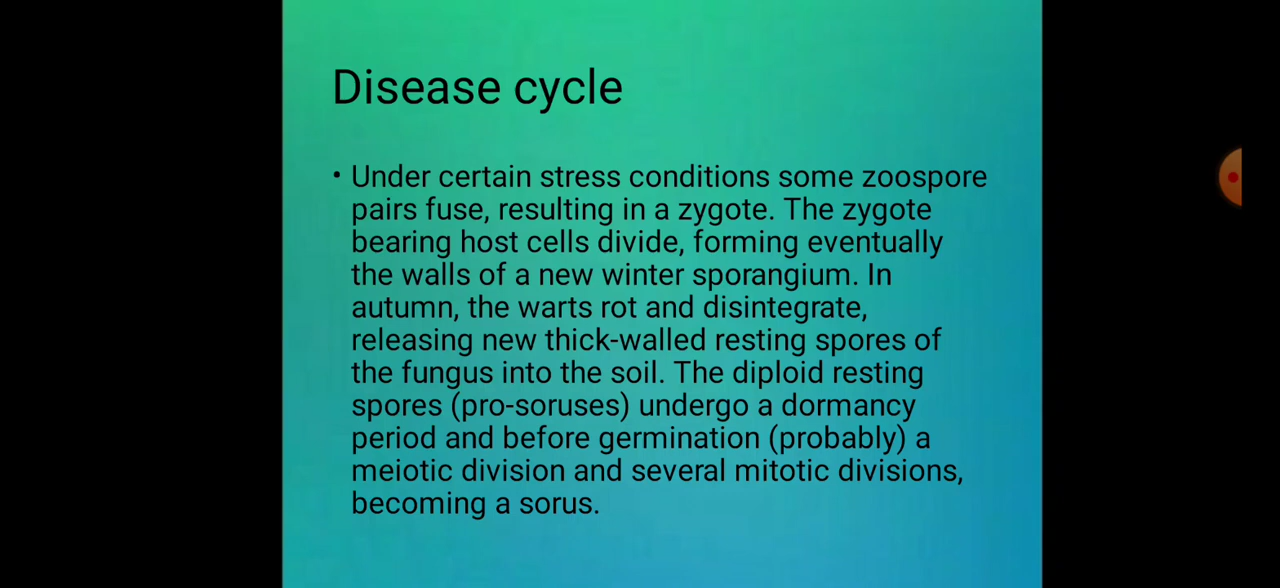 Disease cycle
• Under certain stress conditions some zoospore
pairs fuse, resulting in a zygote. The zygote
bearing host cells divide, forming eventually
the walls of a new winter sporangium. In
autumn, the warts rot and disintegrate,
releasing new thick-walled resting spores of
the fungus into the soil. The diploid resting
spores (pro-soruses) undergo a dormancy
period and before germination (probably) a
meiotic division and several mitotic divisions,
becoming a sorus.